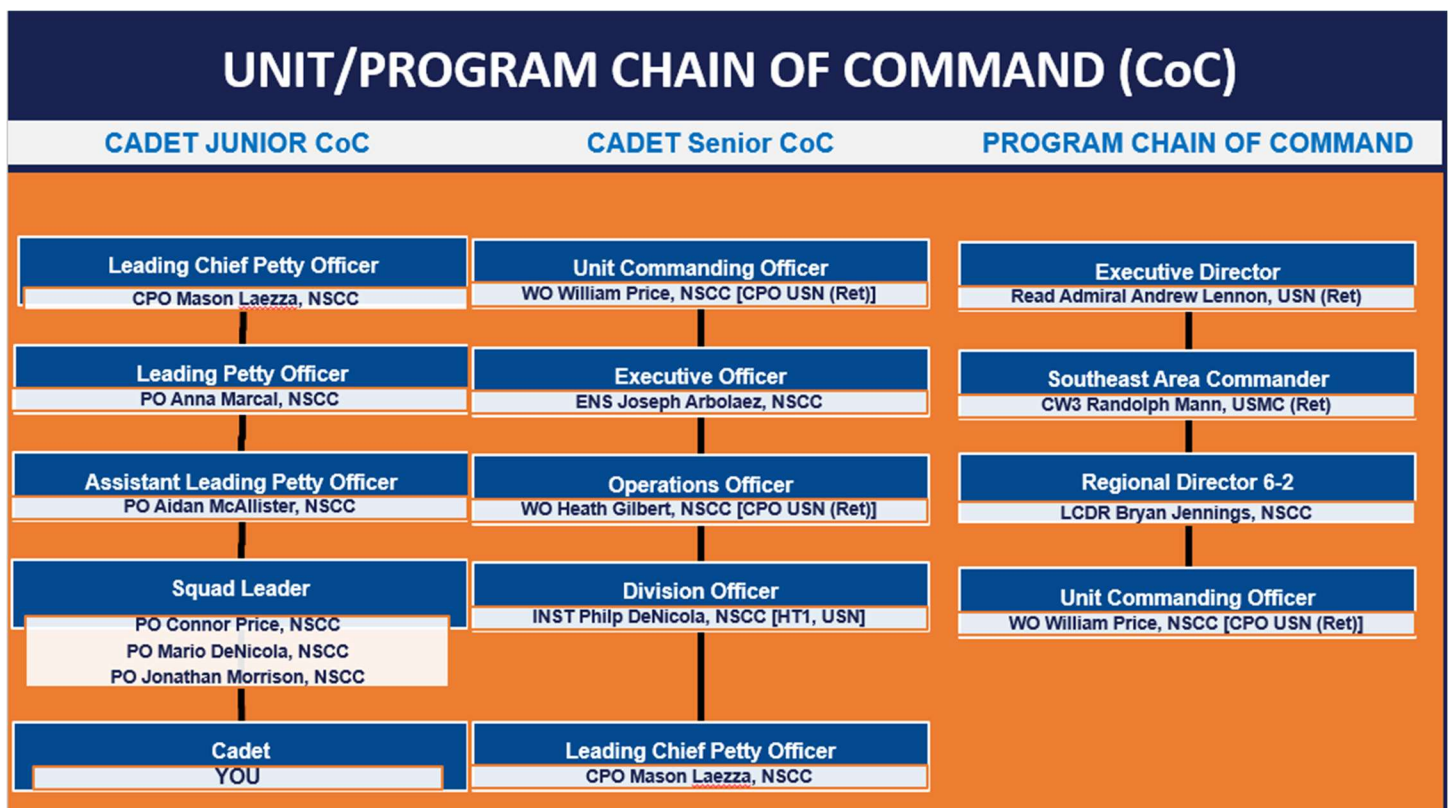 UNIT/PROGRAM CHAIN OF COMMAND (CoC)
CADET JUNIOR CoC
Leading Chief Petty Officer
CPO Mason Laezza, NSCC
Leading Petty Officer
PO Anna Marcal, NSCC
Assistant Leading Petty Officer
PO Aidan McAllister, NSCC
Squad Leader
PO Connor Price, NSCC
PO Mario DeNicola, NSCC
PO Jonathan Morrison, NSCC
Cadet
YOU
CADET Senior CoC
Unit Commanding Officer
WO William Price, NSCC [CPO USN (Ret)]
Executive Officer
ENS Joseph Arbolaez, NSCC
Operations Officer
WO Heath Gilbert, NSCC [CPO USN (Ret)]
Division Officer
INST Philp DeNicola, NSCC [HT1, USN]
Leading Chief Petty Officer
CPO Mason Laezza, NSCC
PROGRAM CHAIN OF COMMAND
Executive Director
Read Admiral Andrew Lennon, USN (Ret)
Southeast Area Commander
CW3 Randolph Mann, USMC (Ret)
Regional Director 6-2
LCDR Bryan Jennings, NSCC
Unit Commanding Officer
WO William Price, NSCC [CPO USN (Ret)]